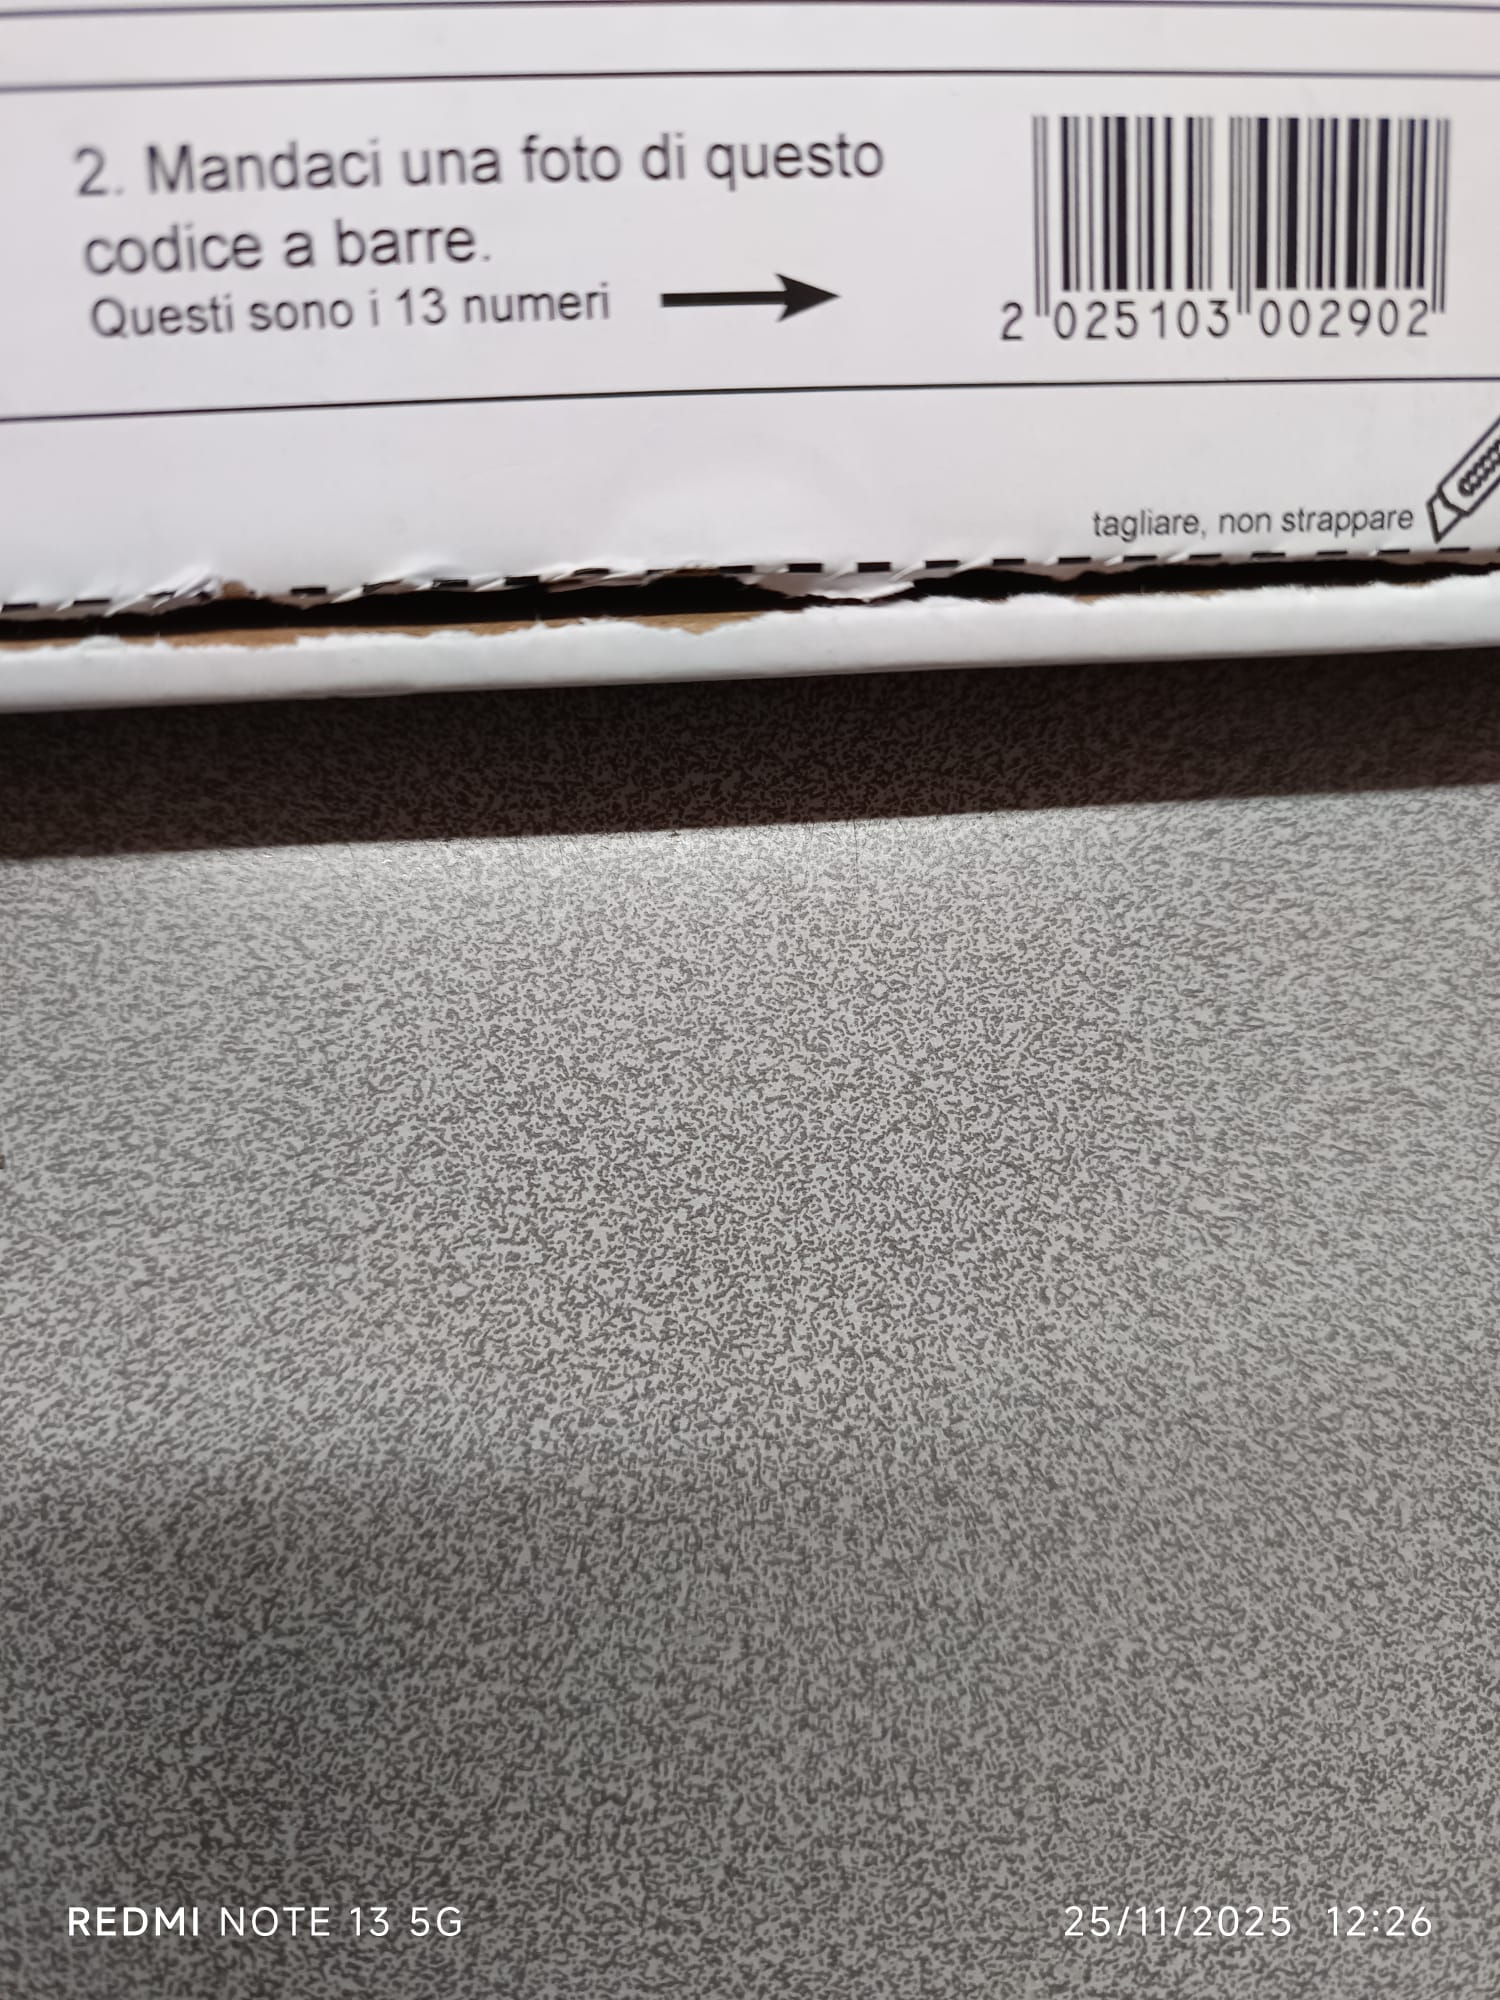 2. Mandaci una foto di questo
codice a barre.
Questi sono i 13 numeri
2 025103 002902
tagliare, non strappare
REDMI NOTE 13 5G
25/11/2025 12:26